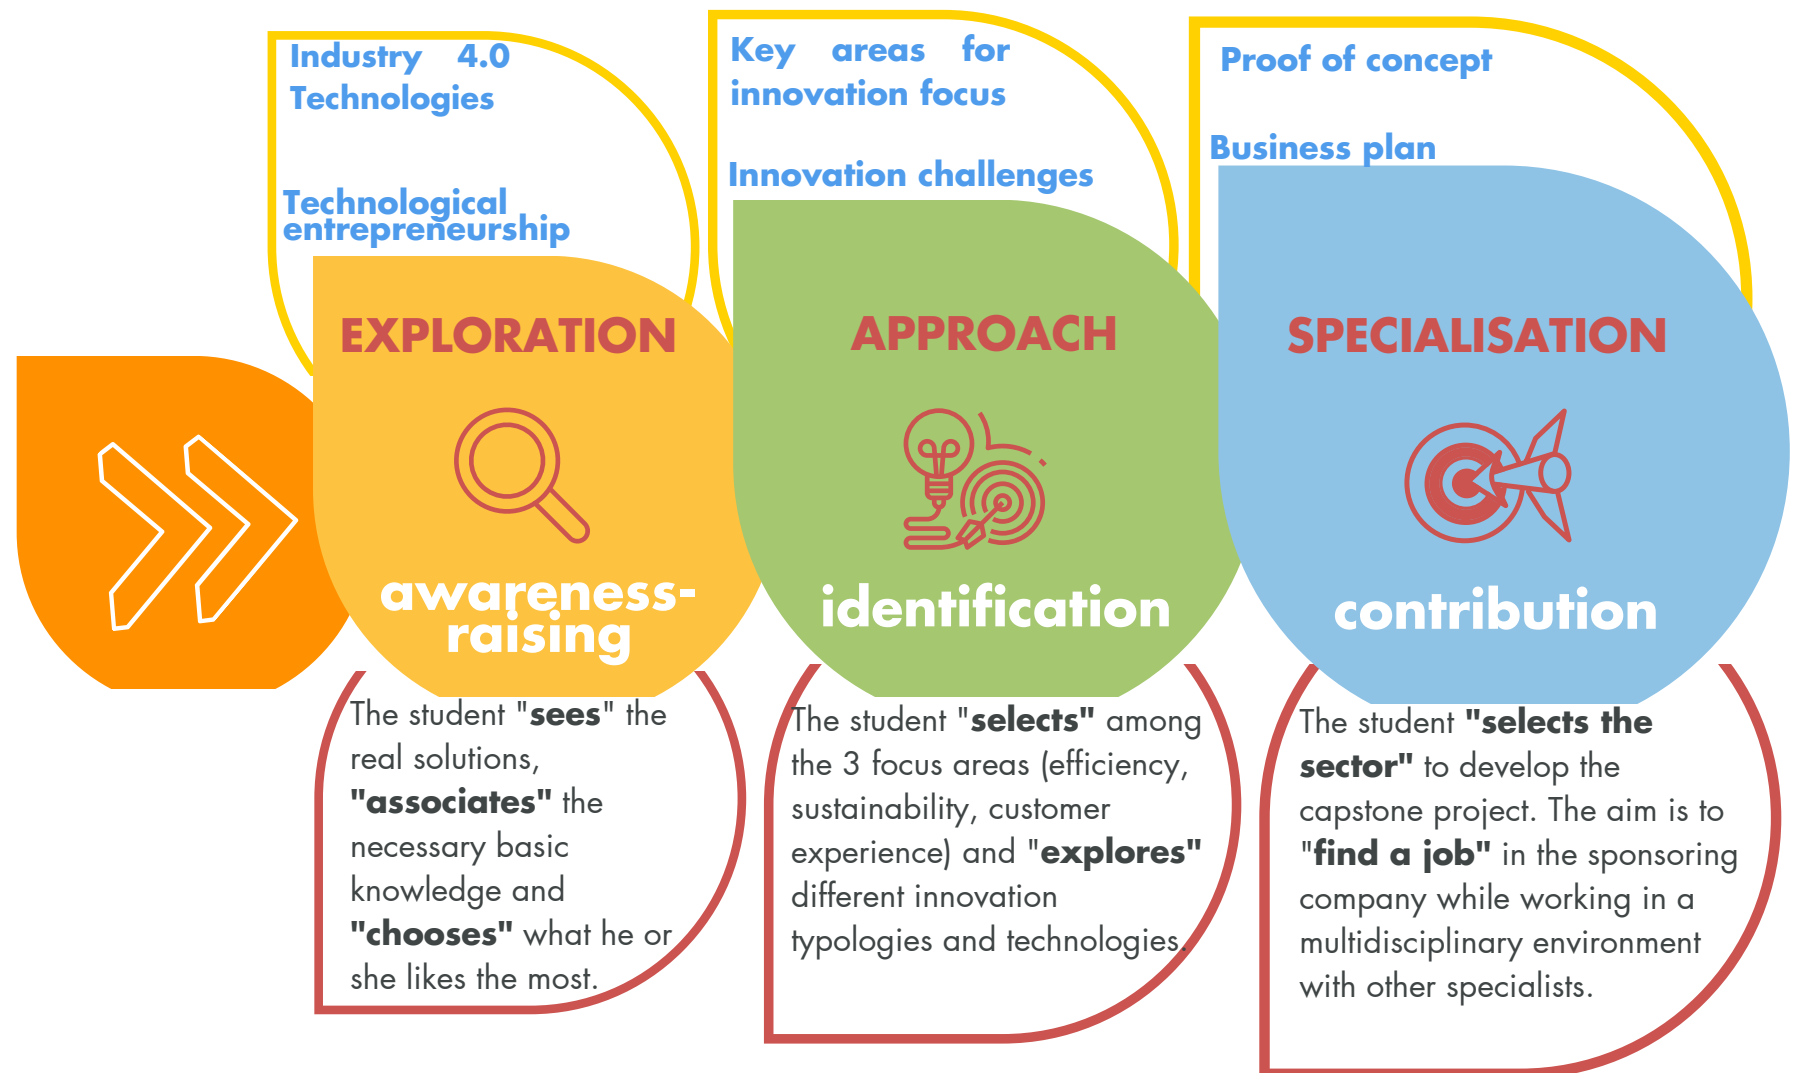 Industry 4.0
Technologies
Technological
entrepreneurship
EXPLORATION
awareness-
raising
The student "sees" the
real solutions,
"associates" the
necessary basic
knowledge and
"chooses" what he or
she likes the most.
Key areas for
innovation focus
Innovation challenges
APPROACH
identification
The student "selects" among
the 3 focus areas (efficiency,
sustainability, customer
experience) and "explores"
different innovation
typologies and technologies.
Proof of concept
Business plan
SPECIALISATION
contribution
The student "selects the
sector" to develop the
capstone project. The aim is to
"find a job" in the sponsoring
company while working in a
multidisciplinary environment
with other specialists.